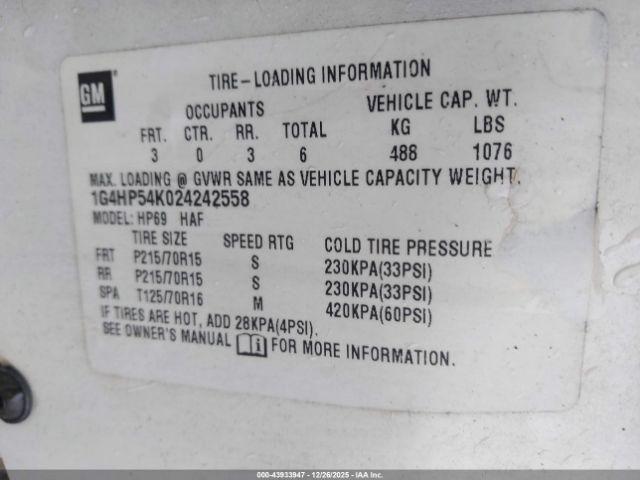 GM
TIRE-LOADING INFORMATION
OCCUPANTS VEHICLE CAP. WT.
FRT. CTR. RR. TOTAL KG LBS
3 0 3 6 488 1076
MAX. LOADING @ GVWR SAME AS VEHICLE CAPACITY WEIGHT.
1G4HP54K024242558
MODEL: HP69 HAF
TIRE SIZE SPEED RTG COLD TIRE PRESSURE
FRT P215/70R15 S 230KPA(33PSI)
RR P215/70R15 S 230KPA(33PSI)
SPA T125/70R16 M 420KPA(60PSI)
IF TIRES ARE HOT, ADD 28KPA(4PSI).
SEE OWNER'S MANUAL i FOR MORE INFORMATION.
000-43933947 - 12/26/2025 - IAA, Inc.